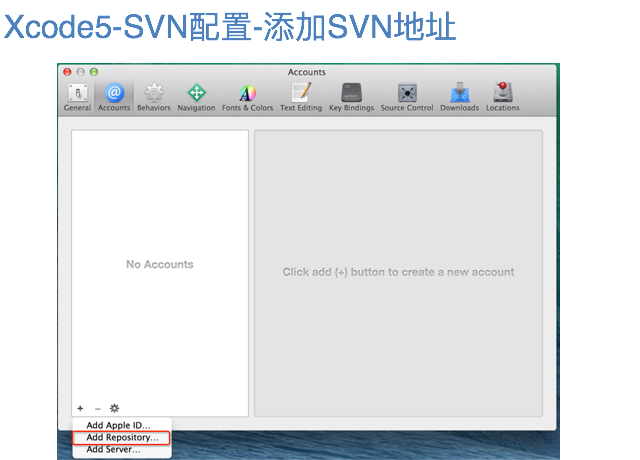 Xcode5-SVN配置-添加SVN地址
Accounts
General Accounts Behaviors Navigation Fonts & Colors Text Editing Key Bindings Source Control Downloads Locations
No Accounts
Click add (+) button to create a new account
+ −
Add Apple ID...
Add Repository...
Add Server...